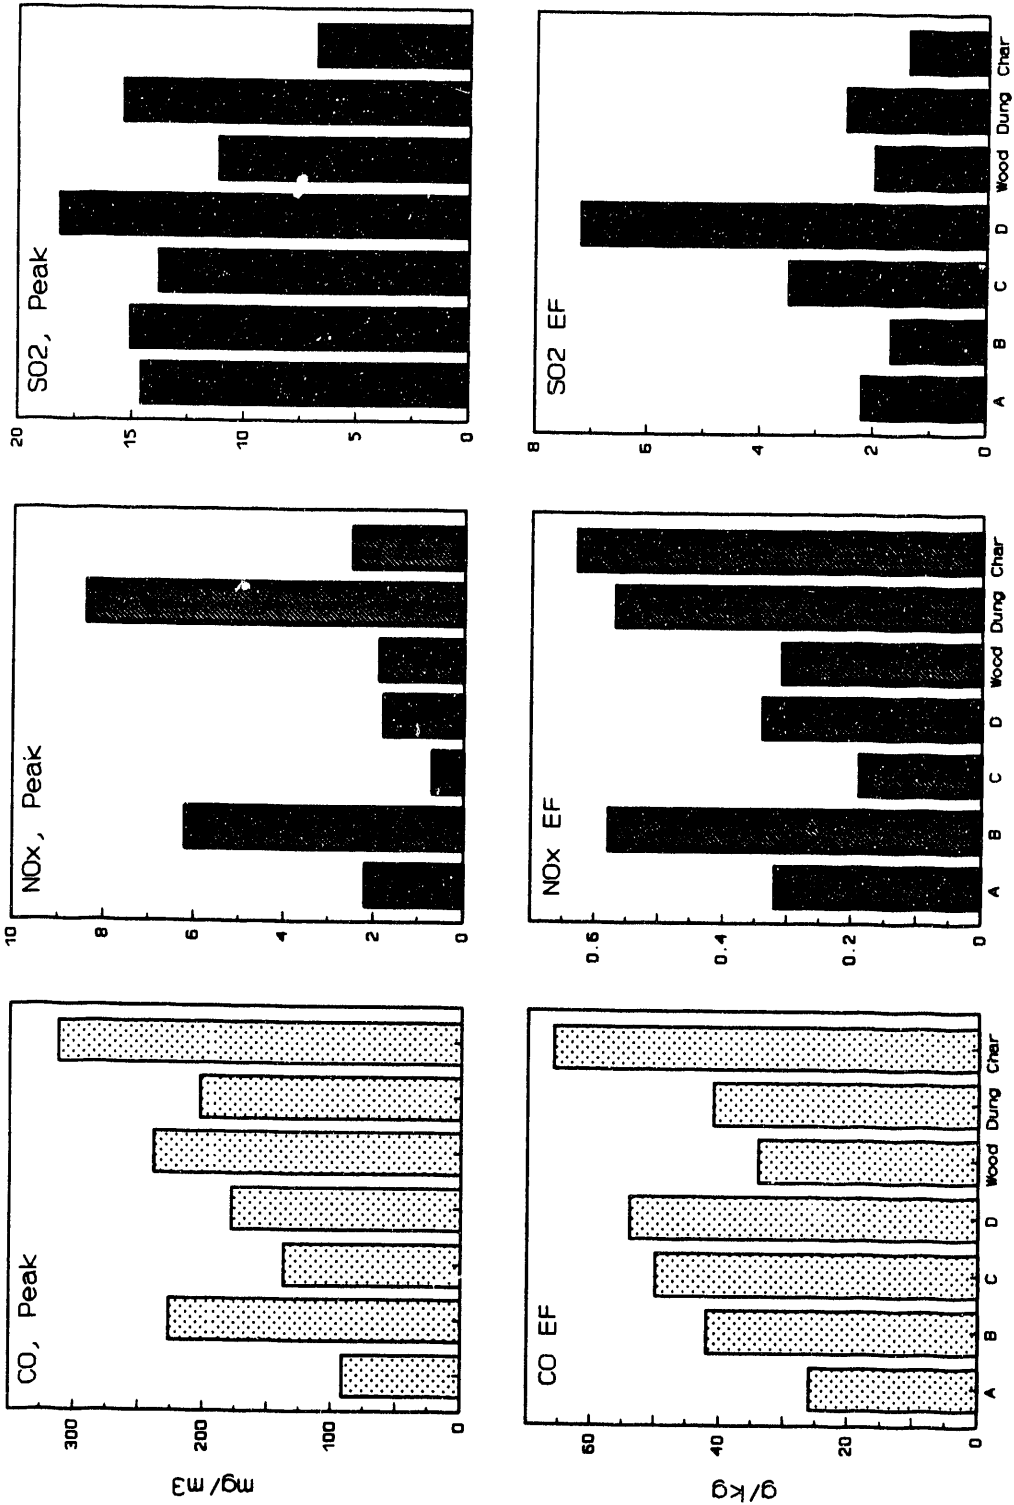 CO, Peak
300
200
100
0
mg/m3
NOx, Peak
10
8
6
4
2
0
SO2, Peak
20
15
10
5
0
CO EF
60
40
20
0
g/Kg
A B C D Wood Dung Char
NOx EF
0.6
0.4
0.2
0
A B C D Wood Dung Char
SO2 EF
8
6
4
2
0
A B C D Wood Dung Char